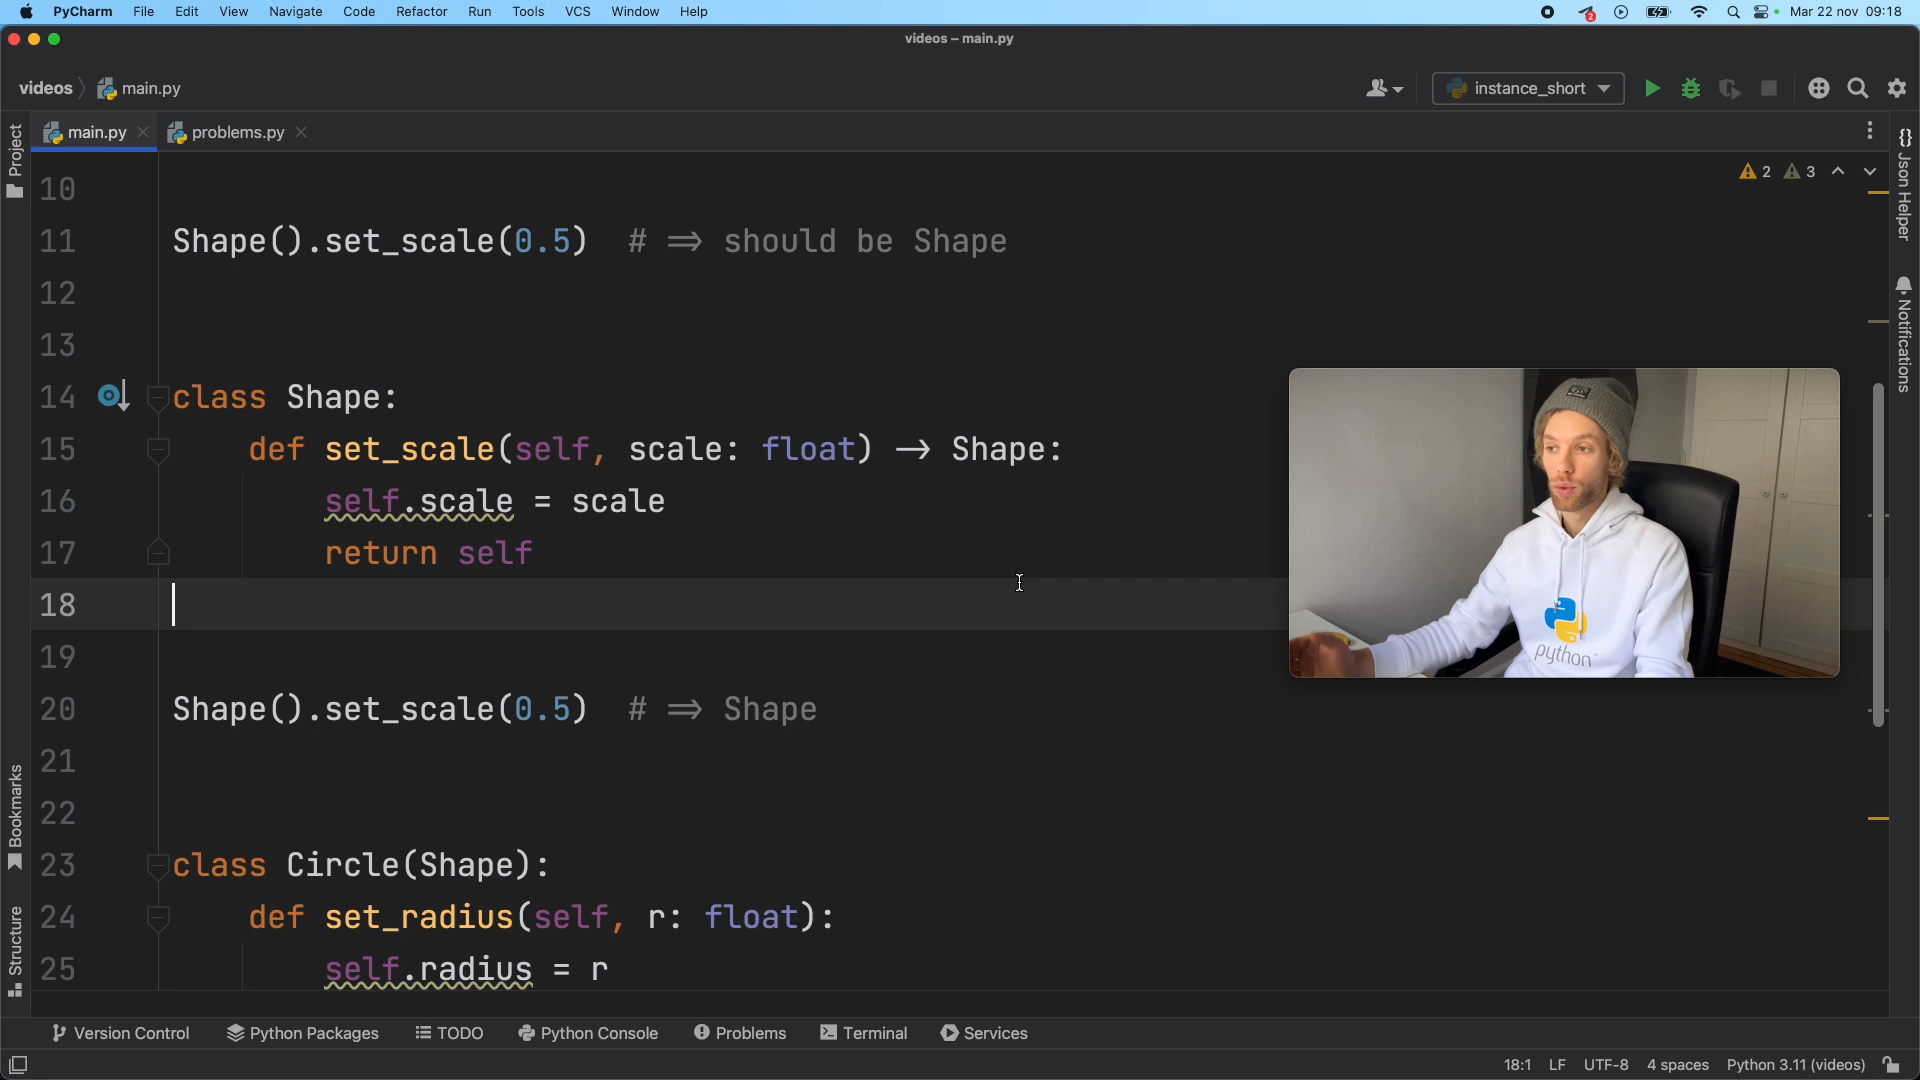 PyCharm File Edit View Navigate Code Refactor Run Tools VCS Window Help
2 Mar 22 nov 09:18
videos – main.py
videos main.py
instance_short
main.py problems.py
Project
2 3
Json Helper
Notifications
10
11 Shape().set_scale(0.5) # => should be Shape
12
13
14 class Shape:
15 def set_scale(self, scale: float) -> Shape:
16 self.scale = scale
17 return self
18
19
20 Shape().set_scale(0.5) # => Shape
21
22
23 class Circle(Shape):
24 def set_radius(self, r: float):
25 self.radius = r
python
Bookmarks
Structure
Version Control Python Packages TODO Python Console Problems Terminal Services
18:1 LF UTF-8 4 spaces Python 3.11 (videos)